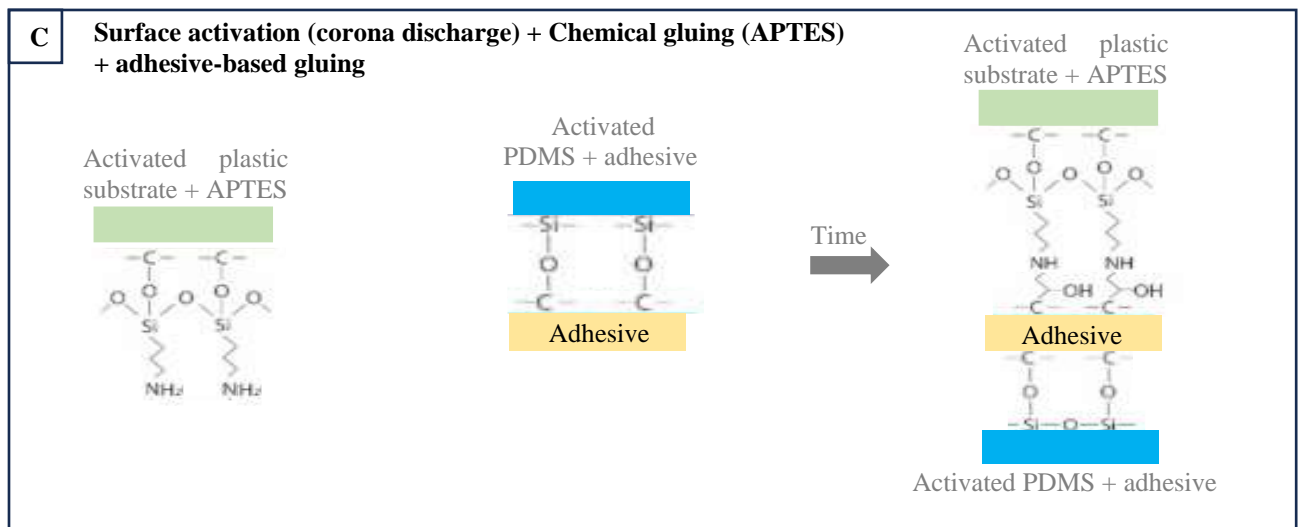 C
Surface activation (corona discharge) + Chemical gluing (APTES)
+ adhesive-based gluing
Activated plastic
substrate + APTES
C C
O O
O O O
Si Si
NH₂ NH₂
Activated
PDMS + adhesive
Si Si
O O
C C
Adhesive
Time
Activated plastic
substrate + APTES
C C
O O
O O O
Si Si
NH NH
OH OH
C C
Adhesive
C C
O O
Si O Si
Activated PDMS + adhesive